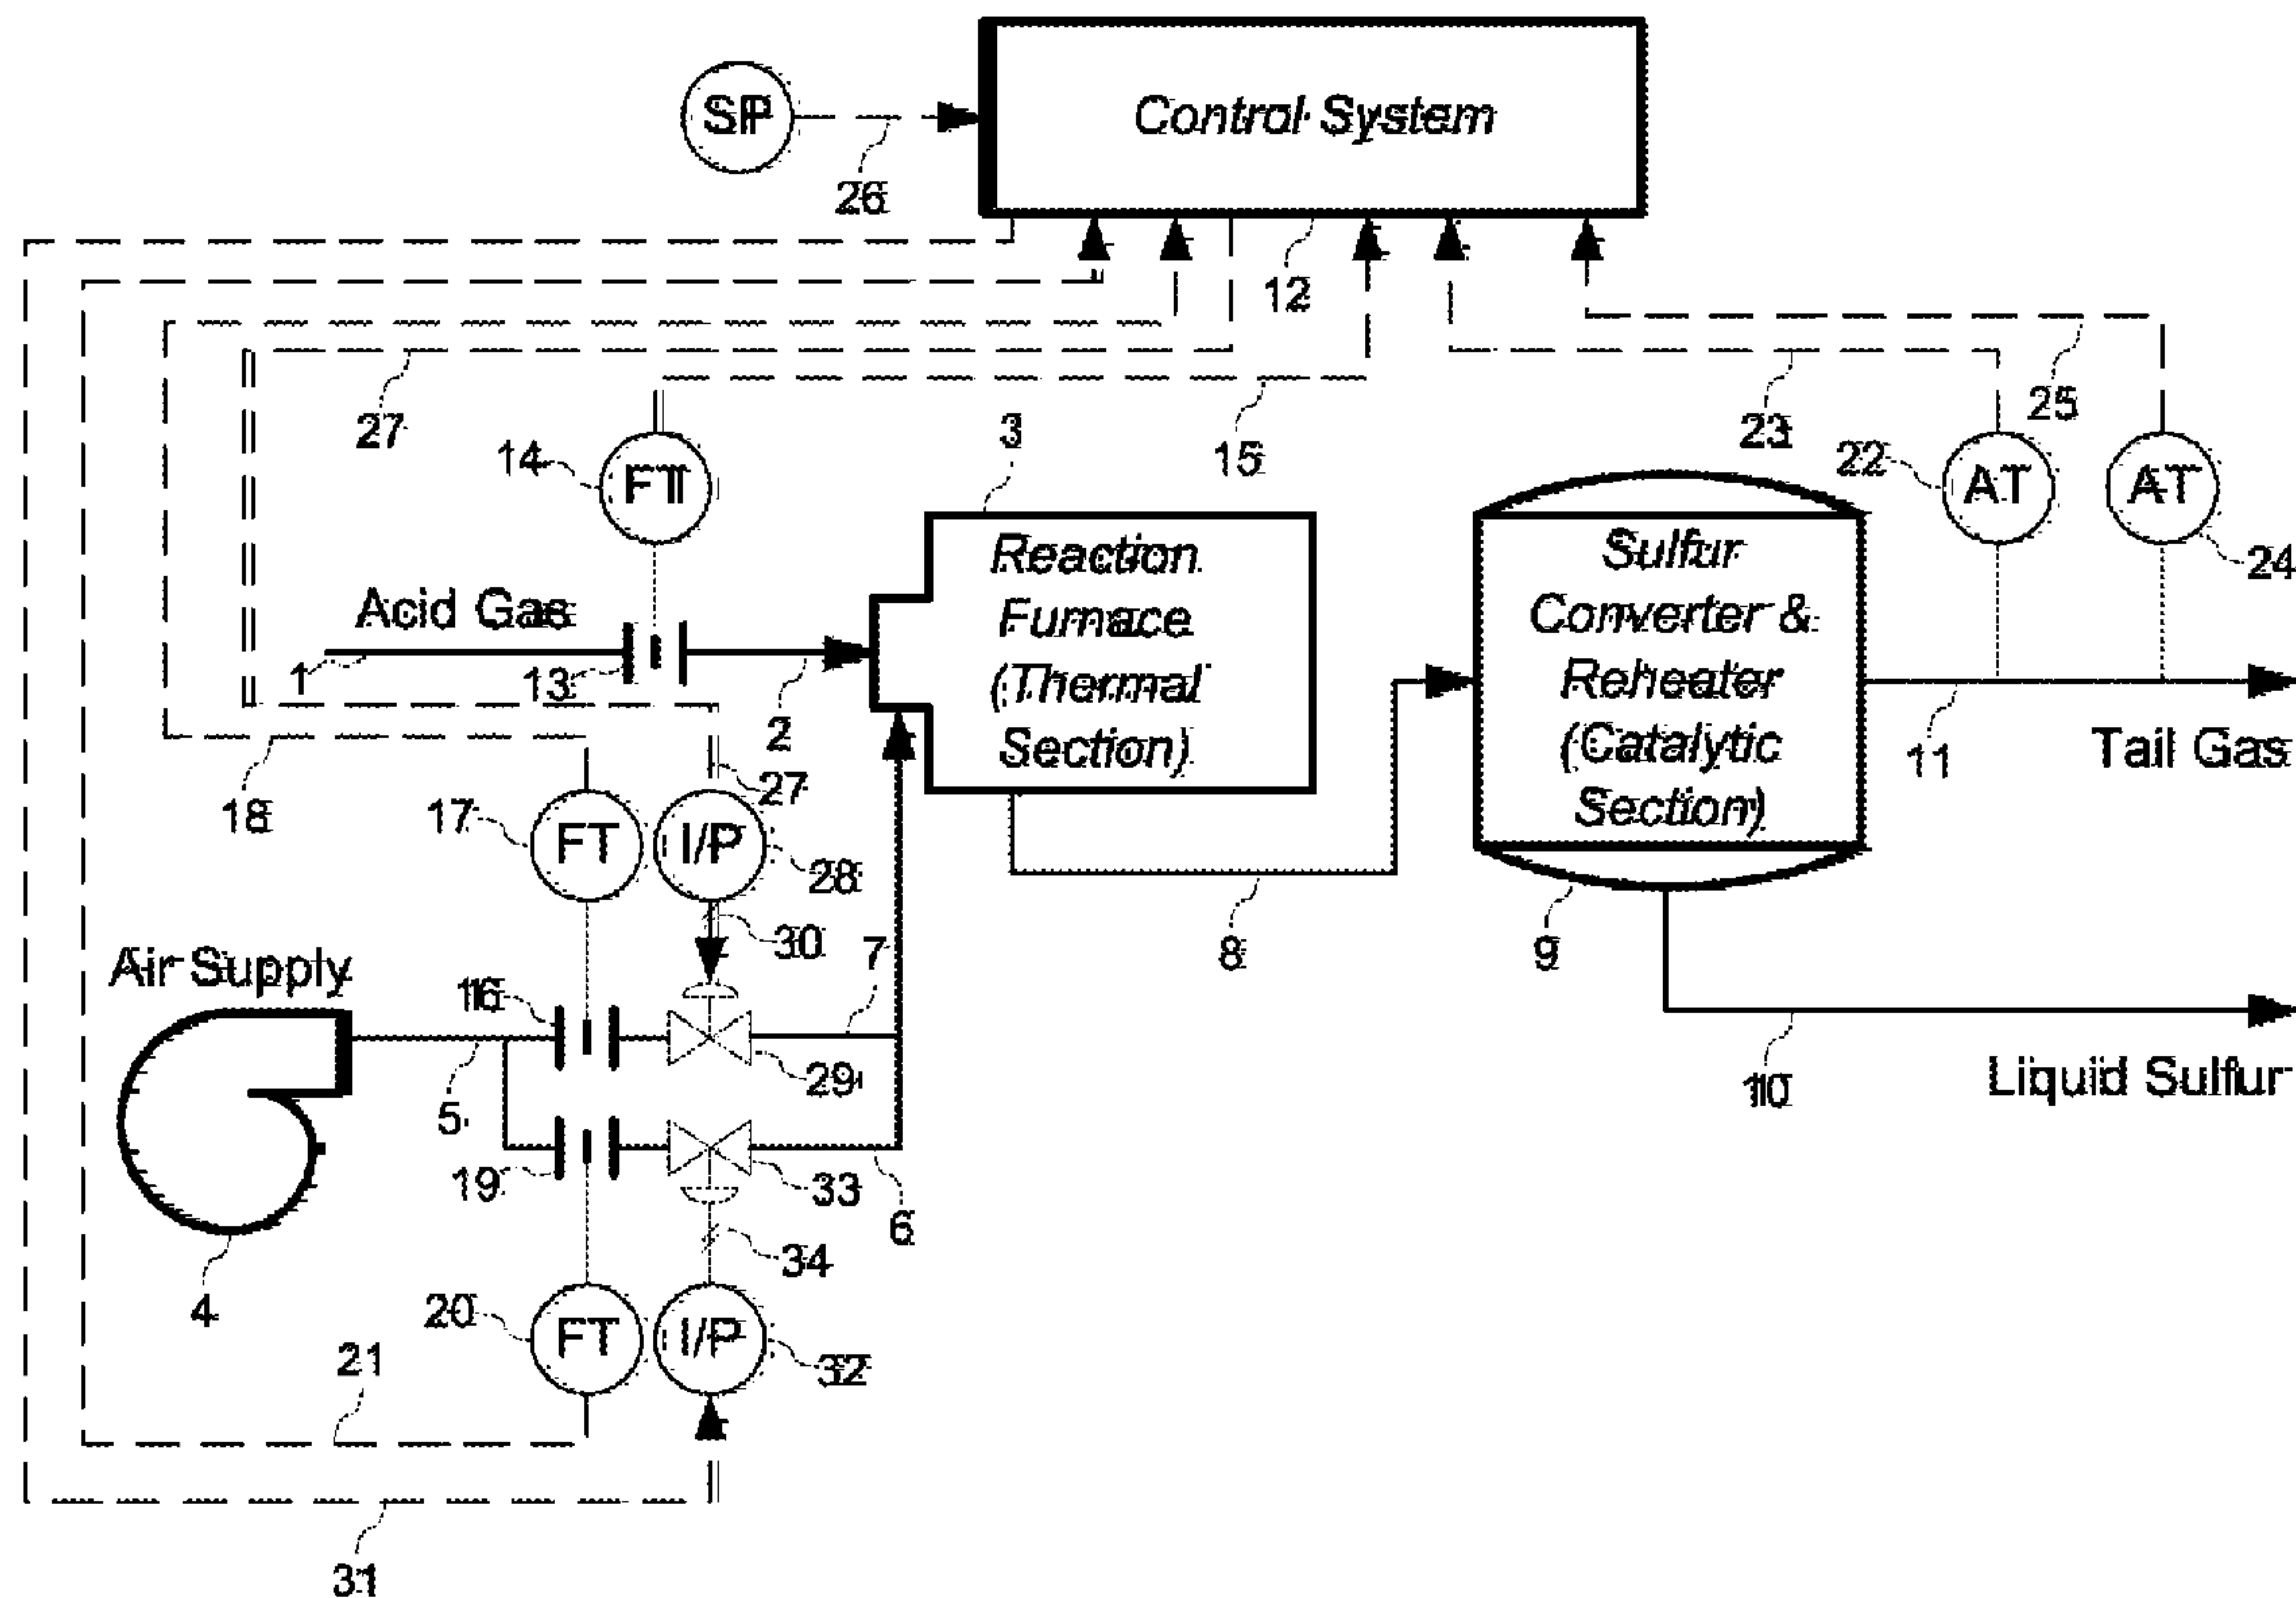 SP
Control System
26
12
27
15
23
25
3
14
FT
22
AT
AT
24
Reaction
Furnace
(Thermal
Section)
Sulfur
Converter &
Reheater
(Catalytic
Section)
Acid Gas
1
13
2
11
Tail Gas
18
17
FT
27
I/P
28
30
7
8
9
Air Supply
16
5
29
10
Liquid Sulfur
19
33
6
34
4
20
FT
I/P
32
21
31